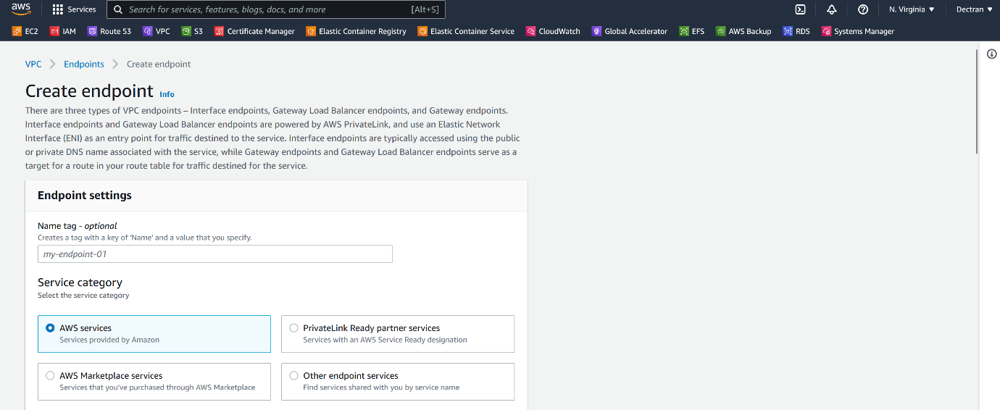 aws
Services
Search for services, features, blogs, docs, and more [Alt+S]
N. Virginia
Dectran
EC2 IAM Route 53 VPC S3 Certificate Manager Elastic Container Registry Elastic Container Service CloudWatch Global Accelerator EFS AWS Backup RDS Systems Manager
VPC Endpoints Create endpoint
Create endpoint Info
There are three types of VPC endpoints – Interface endpoints, Gateway Load Balancer endpoints, and Gateway endpoints.
Interface endpoints and Gateway Load Balancer endpoints are powered by AWS PrivateLink, and use an Elastic Network
Interface (ENI) as an entry point for traffic destined to the service. Interface endpoints are typically accessed using the public
or private DNS name associated with the service, while Gateway endpoints and Gateway Load Balancer endpoints serve as a
target for a route in your route table for traffic destined for the service.
Endpoint settings
Name tag - optional
Creates a tag with a key of 'Name' and a value that you specify.
my-endpoint-01
Service category
Select the service category
AWS services
Services provided by Amazon
PrivateLink Ready partner services
Services with an AWS Service Ready designation
AWS Marketplace services
Services that you've purchased through AWS Marketplace
Other endpoint services
Find services shared with you by service name